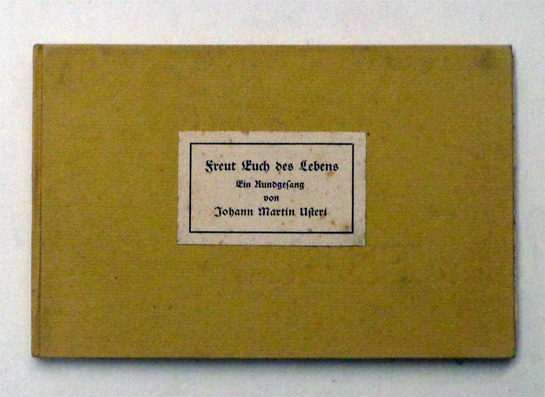 Freut Euch des Lebens
Ein Rundgesang
von
Johann Martin Usteri